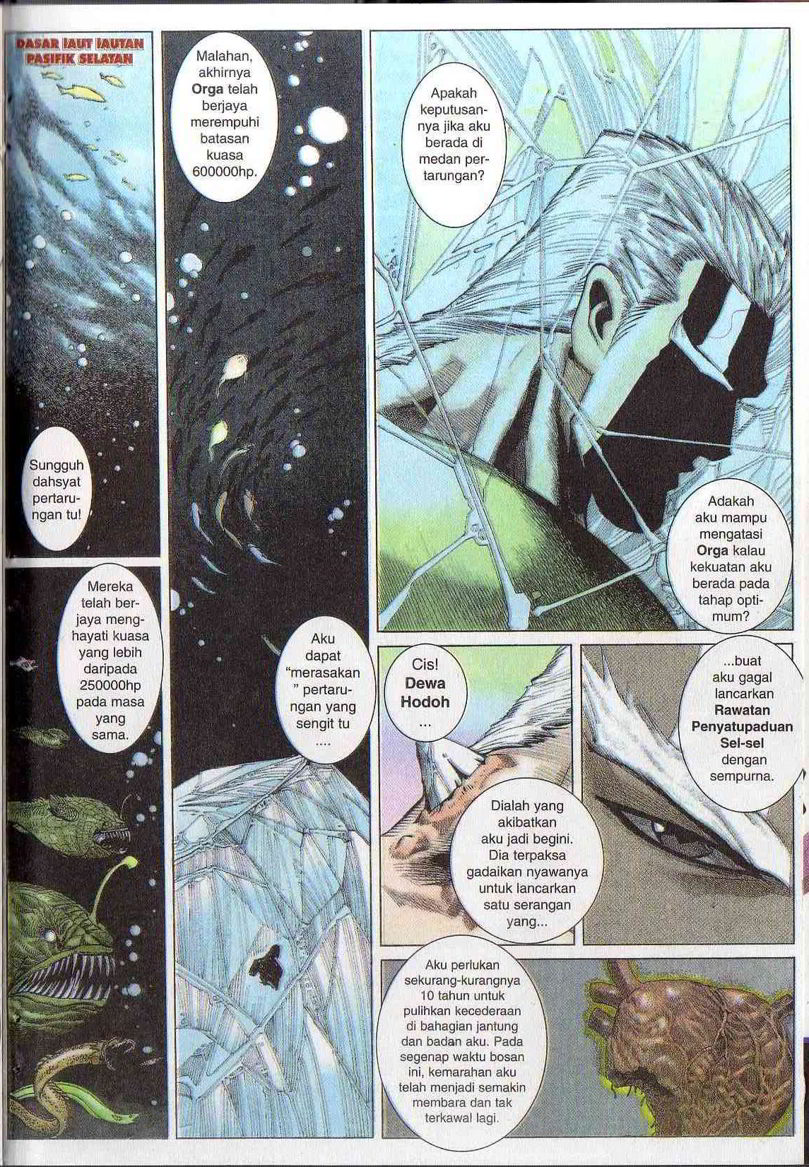 DASAR LAUT LAUTAN
PASIFIK SELATAN
Sungguh
dahsyat
pertaru-
ngan tu!
Mereka
telah ber-
jaya meng-
hayati kuasa
yang lebih
daripada
250000hp
pada masa
yang
sama.
Malahan,
akhirnya
Orga telah
berjaya
merempuhi
batasan
kuasa
600000hp.
Aku
dapat
“merasakan
” pertaru-
ngan yang
sengit tu
....
Apakah
keputusan-
nya jika aku
berada di
medan per-
tarungan?
Adakah
aku mampu
mengatasi
Orga kalau
kekuatan aku
berada pada
tahap opti-
mum?
Cis!
Dewa
Hodoh
...
Dialah yang
akibatkan
aku jadi begini.
Dia terpaksa
gadaikan nyawanya
untuk lancarkan
satu serangan
yang...
...buat
aku gagal
lancarkan
Rawatan
Penyatupaduan
Sel-sel
dengan
sempurna.
Aku perlukan
sekurang-kurangnya
10 tahun untuk
pulihkan kecederaan
di bahagian jantung
dan badan aku. Pada
segenap waktu bosan
ini, kemarahan aku
telah menjadi semakin
membara dan tak
terkawal lagi.